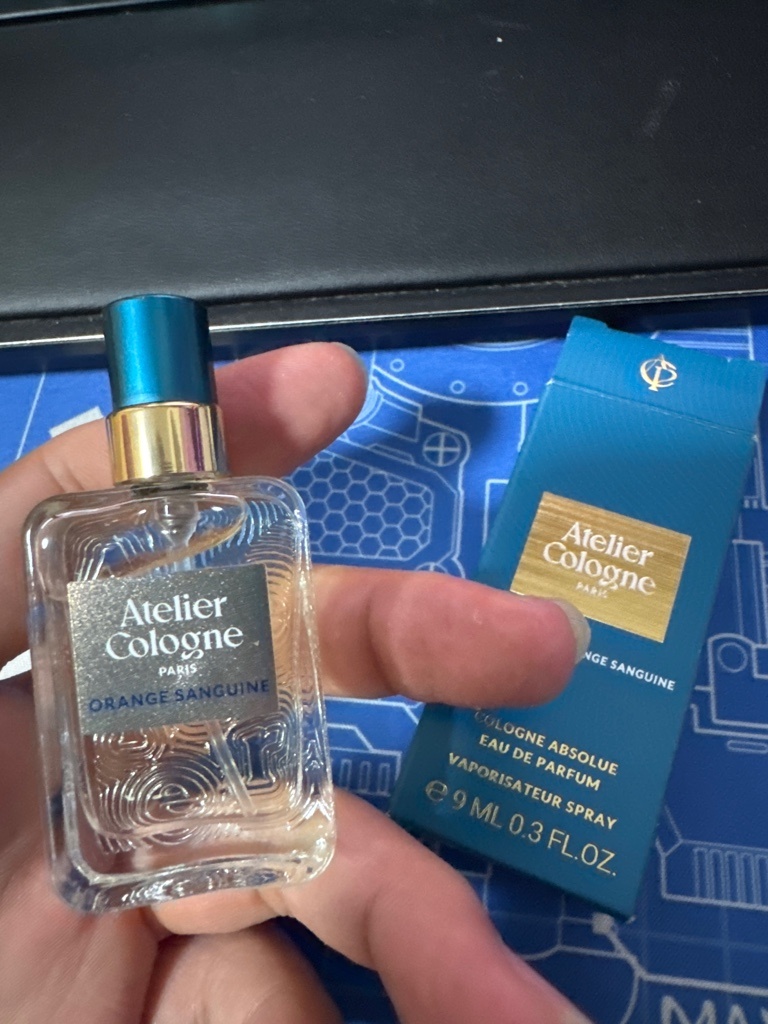 Atelier
Cologne
PARIS
ORANGE SANGUINE
Atelier
Cologne
PARIS
SANGUINE
COLOGNE ABSOLUE
EAU DE PARFUM
VAPORISATEUR SPRAY
℮ 9 ML 0.3 FL.OZ.